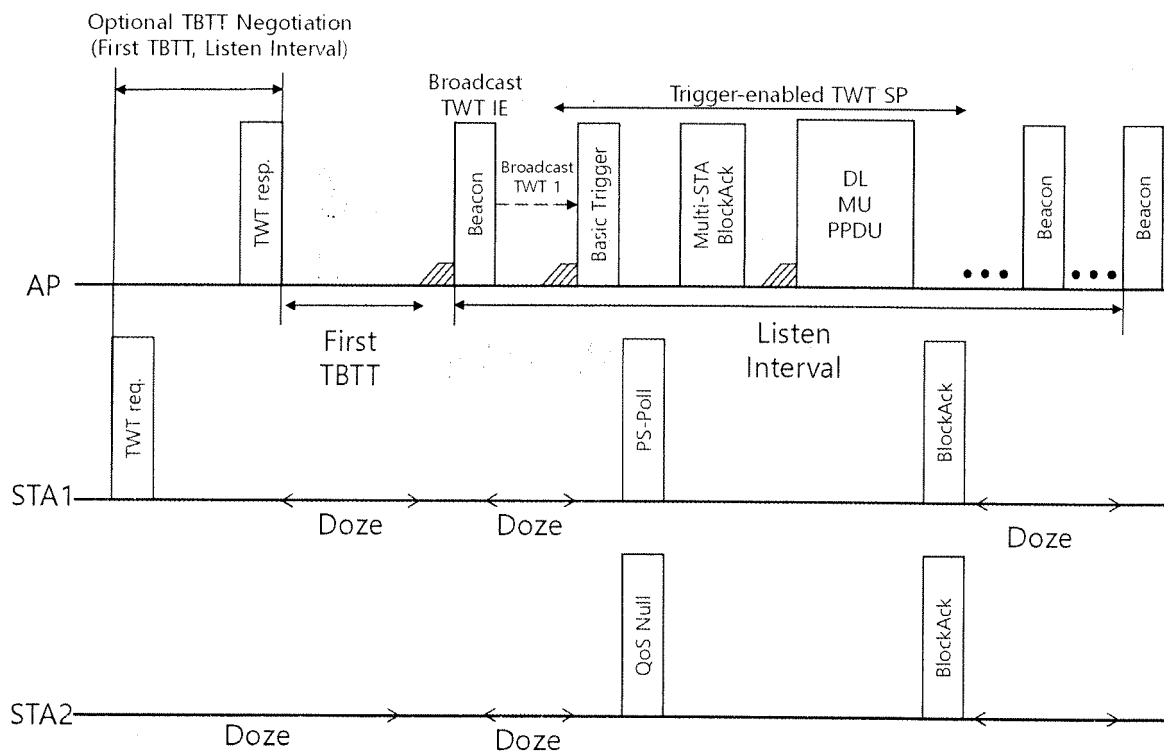 Optional TBTT Negotiation
(First TBTT, Listen Interval)
Broadcast
TWT IE
Trigger-enabled TWT SP
TWT resp.
Beacon
Broadcast
TWT 1
Basic Trigger
Multi-STA
BlockAck
DL
MU
PPDU
Beacon
Beacon
AP
First
TBTT
Listen
Interval
TWT req.
PS-Poll
BlockAck
STA1
Doze
Doze
Doze
QoS Null
BlockAck
STA2
Doze
Doze